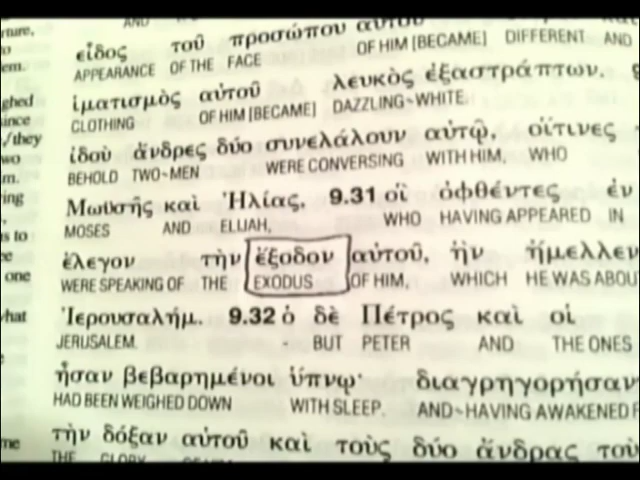 εἶδος τοῦ προσώπου αὐτοῦ
APPEARANCE OF THE FACE OF HIM [BECAME] DIFFERENT AND
ἱματισμὸς αὐτοῦ λευκὸς ἐξαστράπτων.
CLOTHING OF HIM [BECAME] DAZZLING~WHITE.
ἰδοὺ ἄνδρες δύο συνελάλουν αὐτῷ, οἵτινες
BEHOLD TWO~MEN WERE CONVERSING WITH HIM, WHO
Μωϋσῆς καὶ Ἠλίας, 9.31 οἳ ὀφθέντες ἐν
MOSES AND ELIJAH, WHO HAVING APPEARED IN
ἔλεγον τὴν ἔξοδον αὐτοῦ, ἣν ἤμελλεν
WERE SPEAKING OF THE EXODUS OF HIM, WHICH HE WAS ABOU
Ἰερουσαλήμ. 9.32 ὁ δὲ Πέτρος καὶ οἱ
JERUSALEM. - BUT PETER AND THE ONES
ἦσαν βεβαρημένοι ὕπνῳ· διαγρηγορήσαν
HAD BEEN WEIGHED DOWN WITH SLEEP. AND~HAVING AWAKENED
τὴν δόξαν αὐτοῦ καὶ τοὺς δύο ἄνδρας τοὺ
THE GLORY